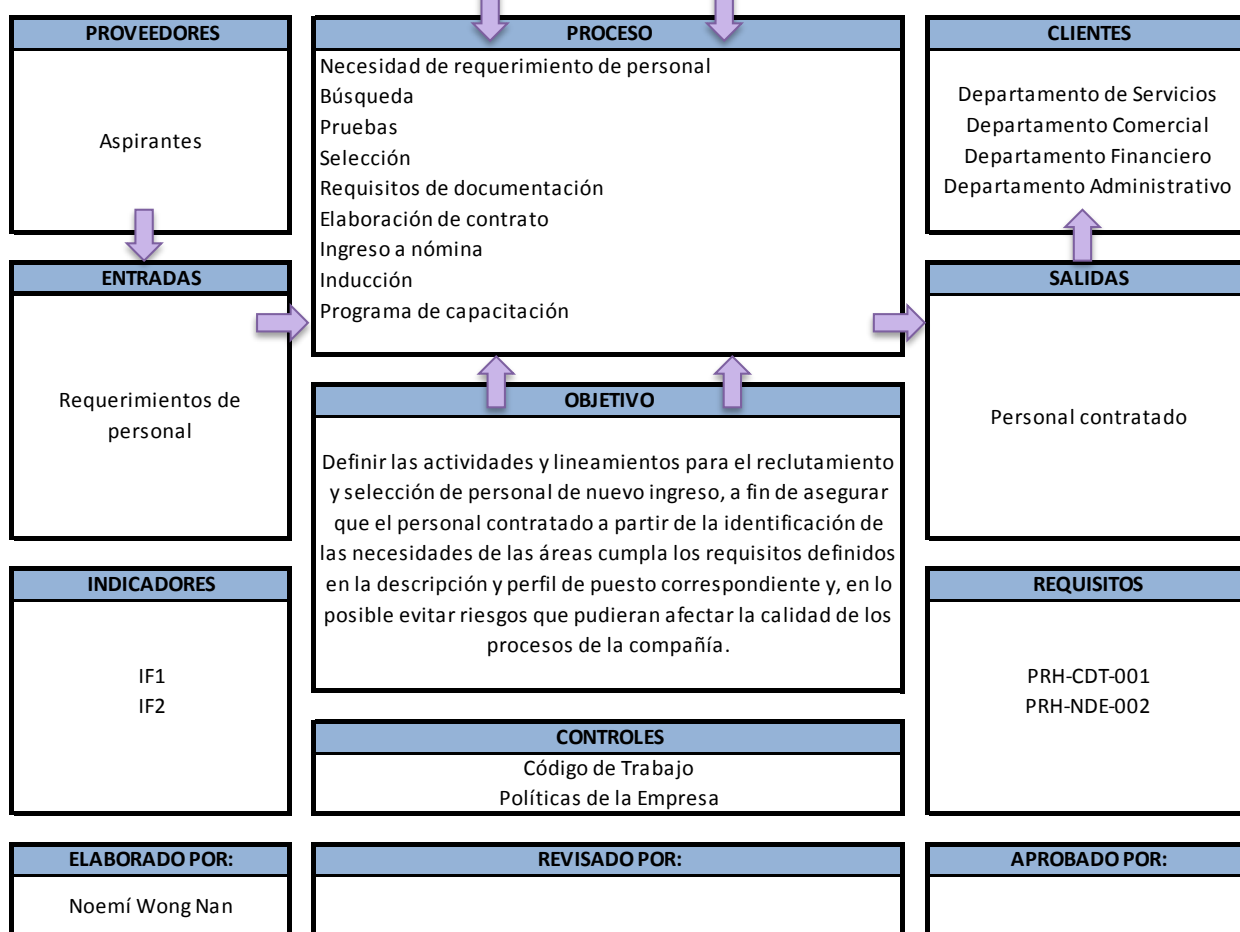 PROVEEDORES
Aspirantes
PROCESO
Necesidad de requerimiento de personal
Búsqueda
Pruebas
Selección
Requisitos de documentación
Elaboración de contrato
Ingreso a nómina
Inducción
Programa de capacitación
CLIENTES
Departamento de Servicios
Departamento Comercial
Departamento Financiero
Departamento Administrativo
ENTRADAS
Requerimientos de
personal
OBJETIVO
Definir las actividades y lineamientos para el reclutamiento
y selección de personal de nuevo ingreso, a fin de asegurar
que el personal contratado a partir de la identificación de
las necesidades de las áreas cumpla los requisitos definidos
en la descripción y perfil de puesto correspondiente y, en lo
posible evitar riesgos que pudieran afectar la calidad de los
procesos de la compañía.
SALIDAS
Personal contratado
INDICADORES
IF1
IF2
CONTROLES
Código de Trabajo
Políticas de la Empresa
REQUISITOS
PRH-CDT-001
PRH-NDE-002
ELABORADO POR:
Noemí Wong Nan
REVISADO POR:
APROBADO POR: